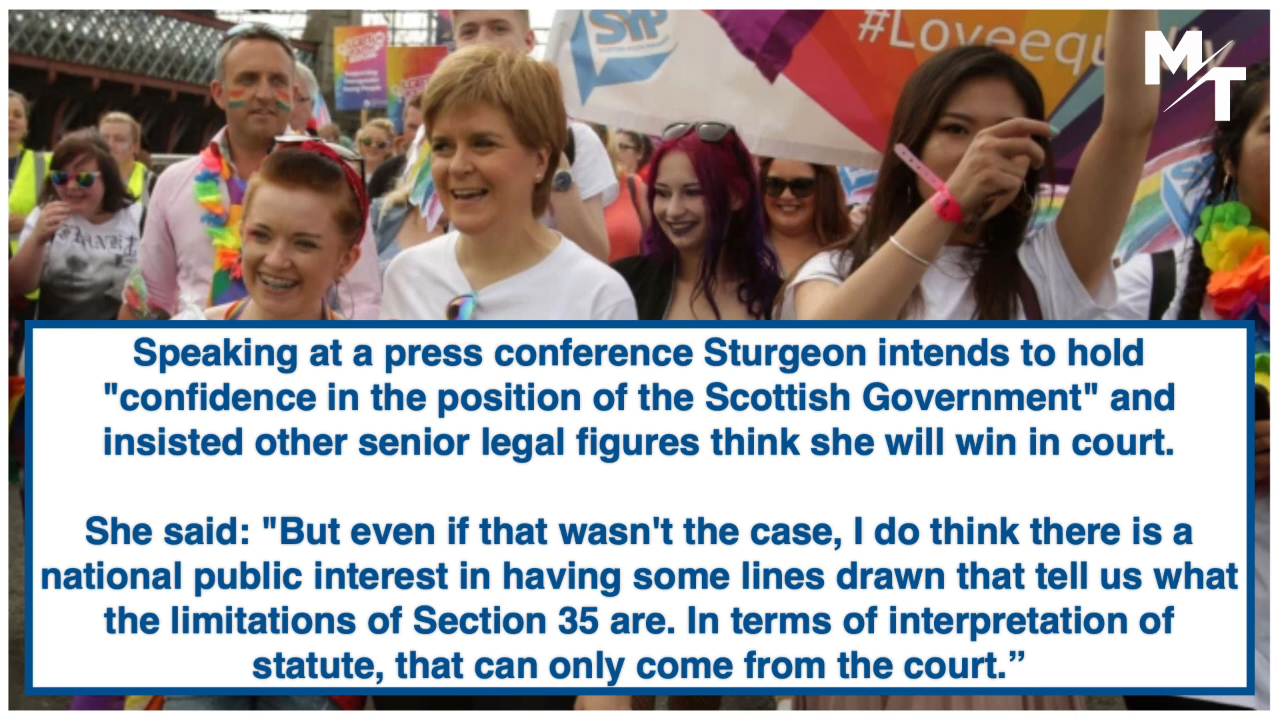 SYP
#Loveequally
MT
Speaking at a press conference Sturgeon intends to hold
"confidence in the position of the Scottish Government" and
insisted other senior legal figures think she will win in court.
She said: "But even if that wasn't the case, I do think there is a
national public interest in having some lines drawn that tell us what
the limitations of Section 35 are. In terms of interpretation of
statute, that can only come from the court.”